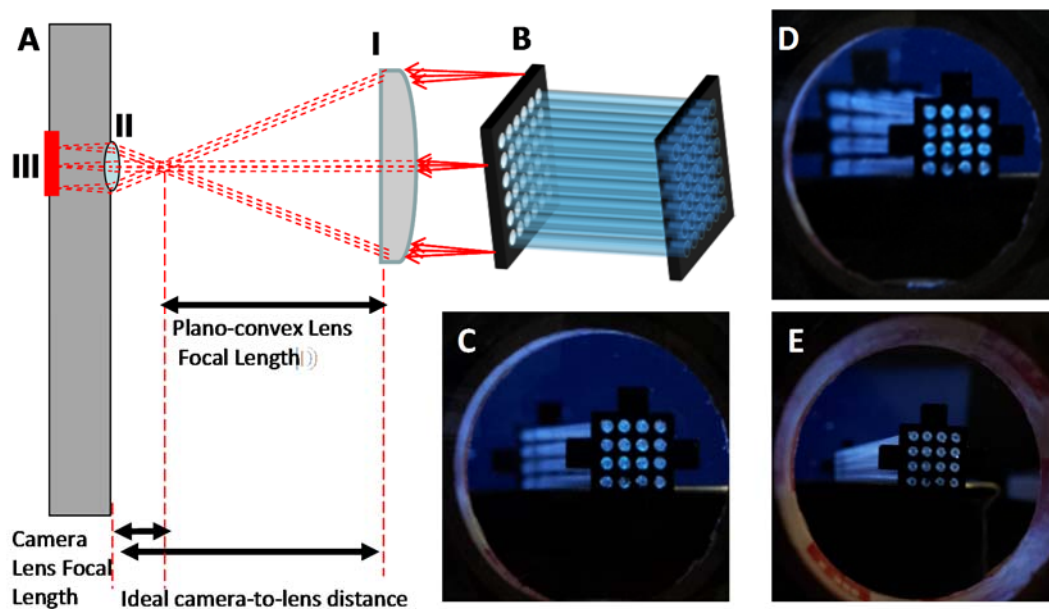 A
I
B
D
II
III
Plano-convex Lens
Focal Length
C
E
Camera
Lens Focal
Length
Ideal camera-to-lens distance